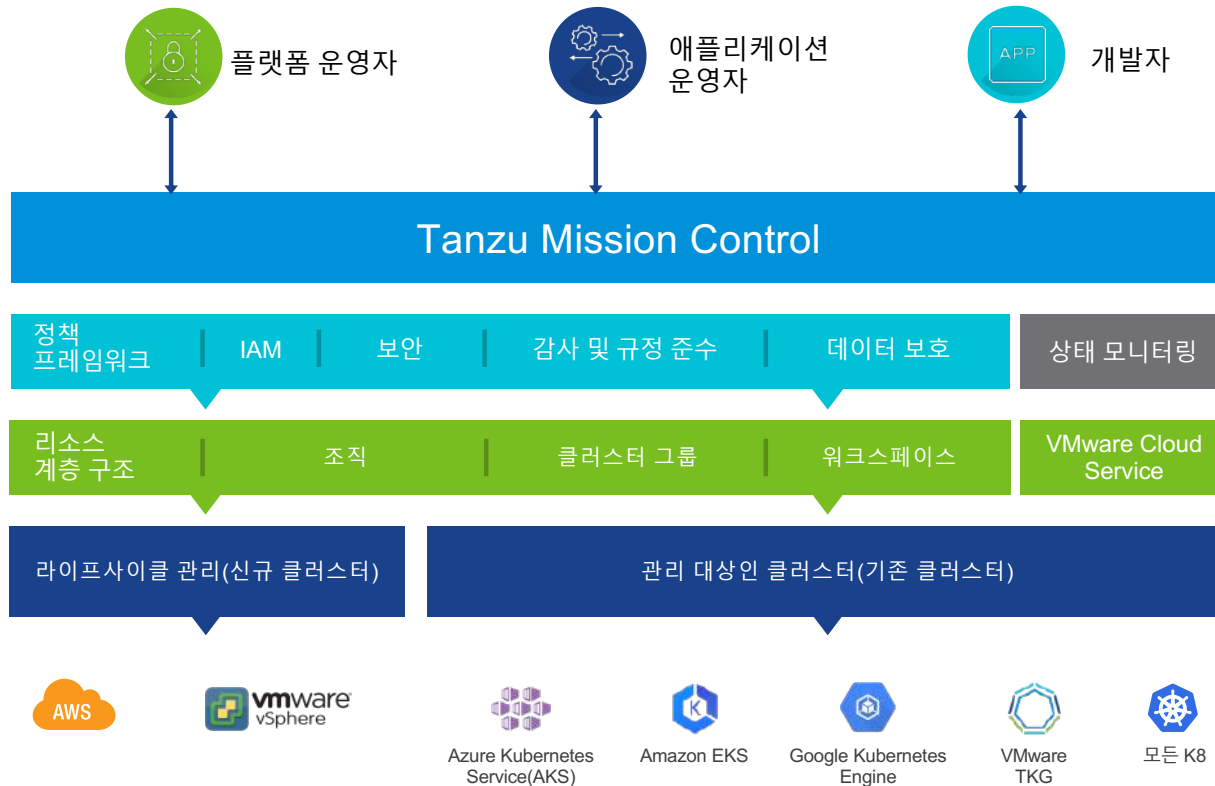 플랫폼 운영자
애플리케이션
운영자
APP
개발자
Tanzu Mission Control
정책
프레임워크
IAM
보안
감사 및 규정 준수
데이터 보호
상태 모니터링
리소스
계층 구조
조직
클러스터 그룹
워크스페이스
VMware Cloud
Service
라이프사이클 관리(신규 클러스터)
관리 대상인 클러스터(기존 클러스터)
AWS
vmware
vSphere
K
Azure Kubernetes
Service(AKS)
Amazon EKS
Google Kubernetes
Engine
VMware
TKG
모든 K8